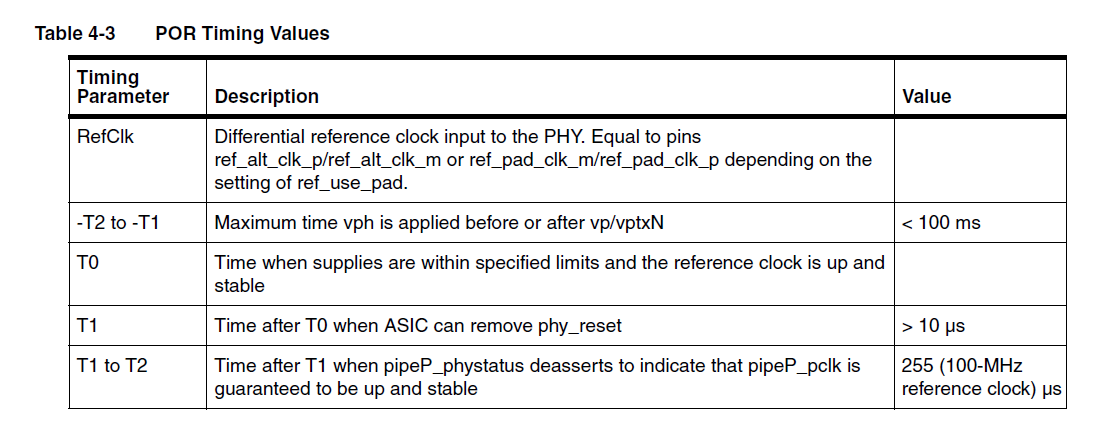 Table 4-3 POR Timing Values
Timing
Parameter Description Value
RefClk Differential reference clock input to the PHY. Equal to pins
ref_alt_clk_p/ref_alt_clk_m or ref_pad_clk_m/ref_pad_clk_p depending on the
setting of ref_use_pad.
-T2 to -T1 Maximum time vph is applied before or after vp/vptxN < 100 ms
T0 Time when supplies are within specified limits and the reference clock is up and
stable
T1 Time after T0 when ASIC can remove phy_reset > 10 µs
T1 to T2 Time after T1 when pipeP_phystatus deasserts to indicate that pipeP_pclk is 255 (100-MHz
guaranteed to be up and stable reference clock) µs